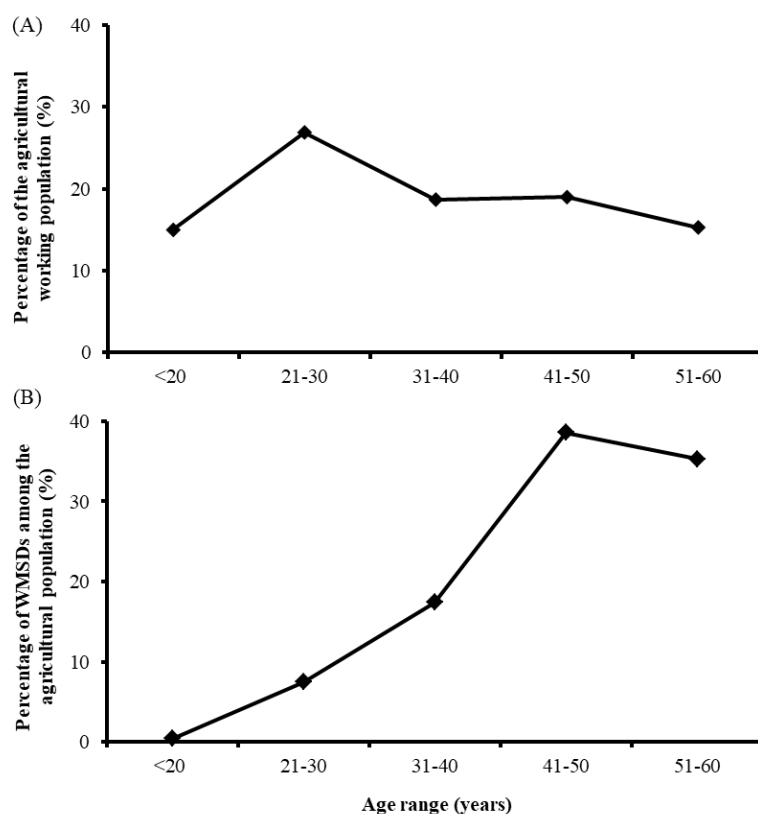 (A)
Percentage of the agricultural
working population (%)
40
30
20
10
0
<20 21-30 31-40 41-50 51-60
(B)
Percentage of WMSDs among the
agricultural population (%)
40
30
20
10
0
<20 21-30 31-40 41-50 51-60
Age range (years)